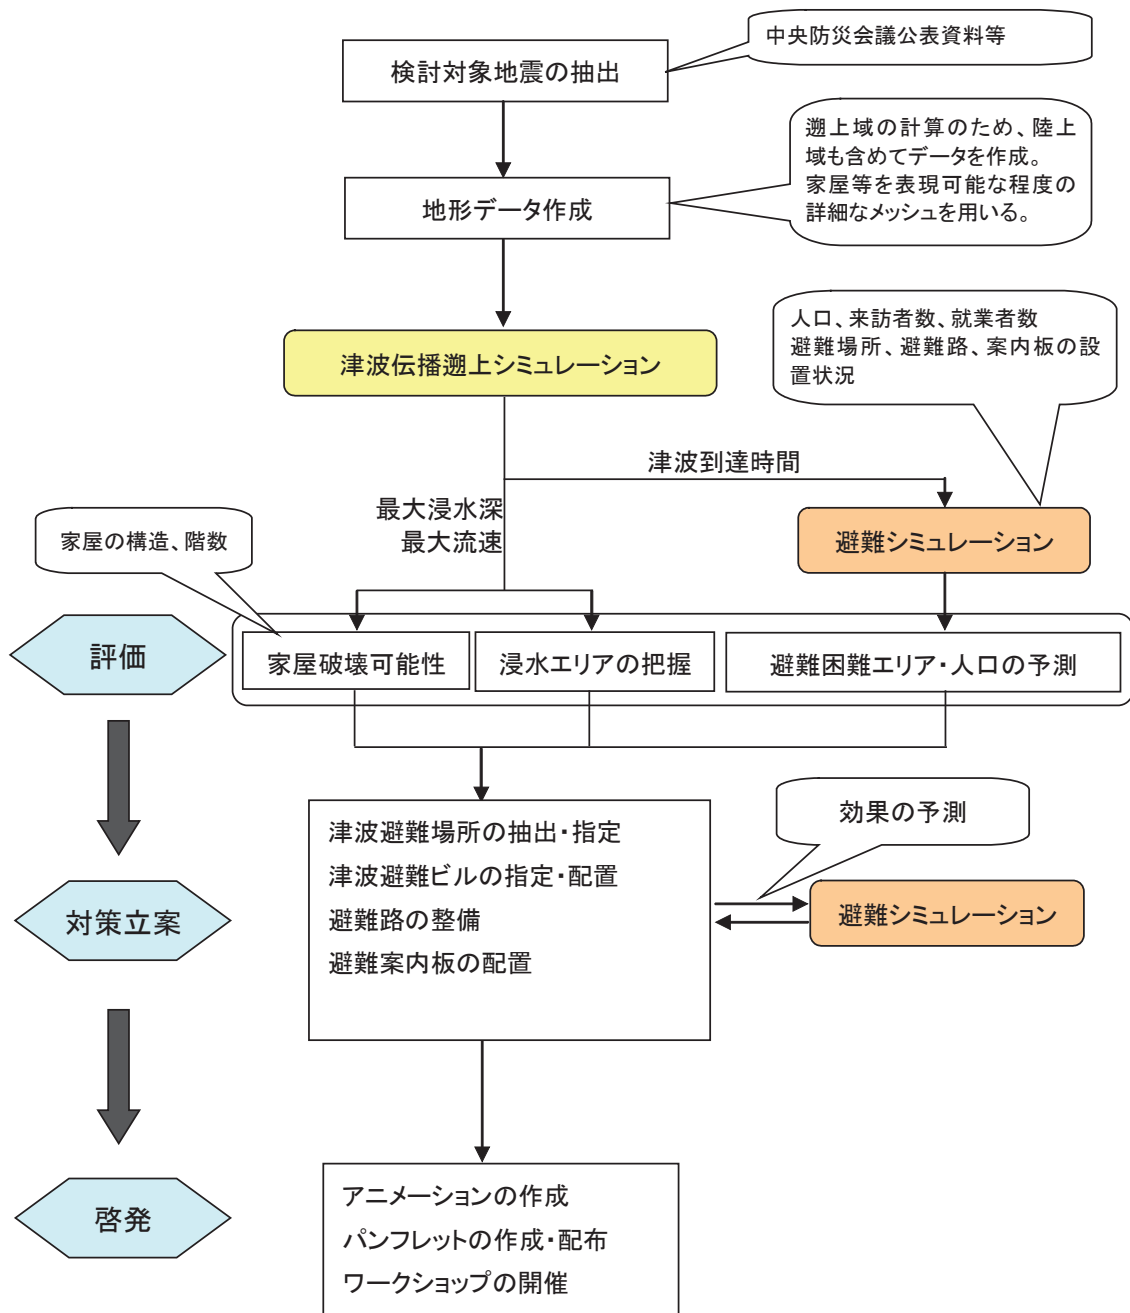 中央防災会議公表資料等
検討対象地震の抽出
遡上域の計算のため、陸上
域も含めてデータを作成。
家屋等を表現可能な程度の
詳細なメッシュを用いる。
地形データ作成
人口、来訪者数、就業者数
避難場所、避難路、案内板の設
置状況
津波伝播遡上シミュレーション
津波到達時間
最大浸水深
最大流速
家屋の構造、階数
避難シミュレーション
評価
家屋破壊可能性
浸水エリアの把握
避難困難エリア・人口の予測
効果の予測
津波避難場所の抽出・指定
津波避難ビルの指定・配置
避難路の整備
避難案内板の配置
対策立案
避難シミュレーション
啓発
アニメーションの作成
パンフレットの作成・配布
ワークショップの開催